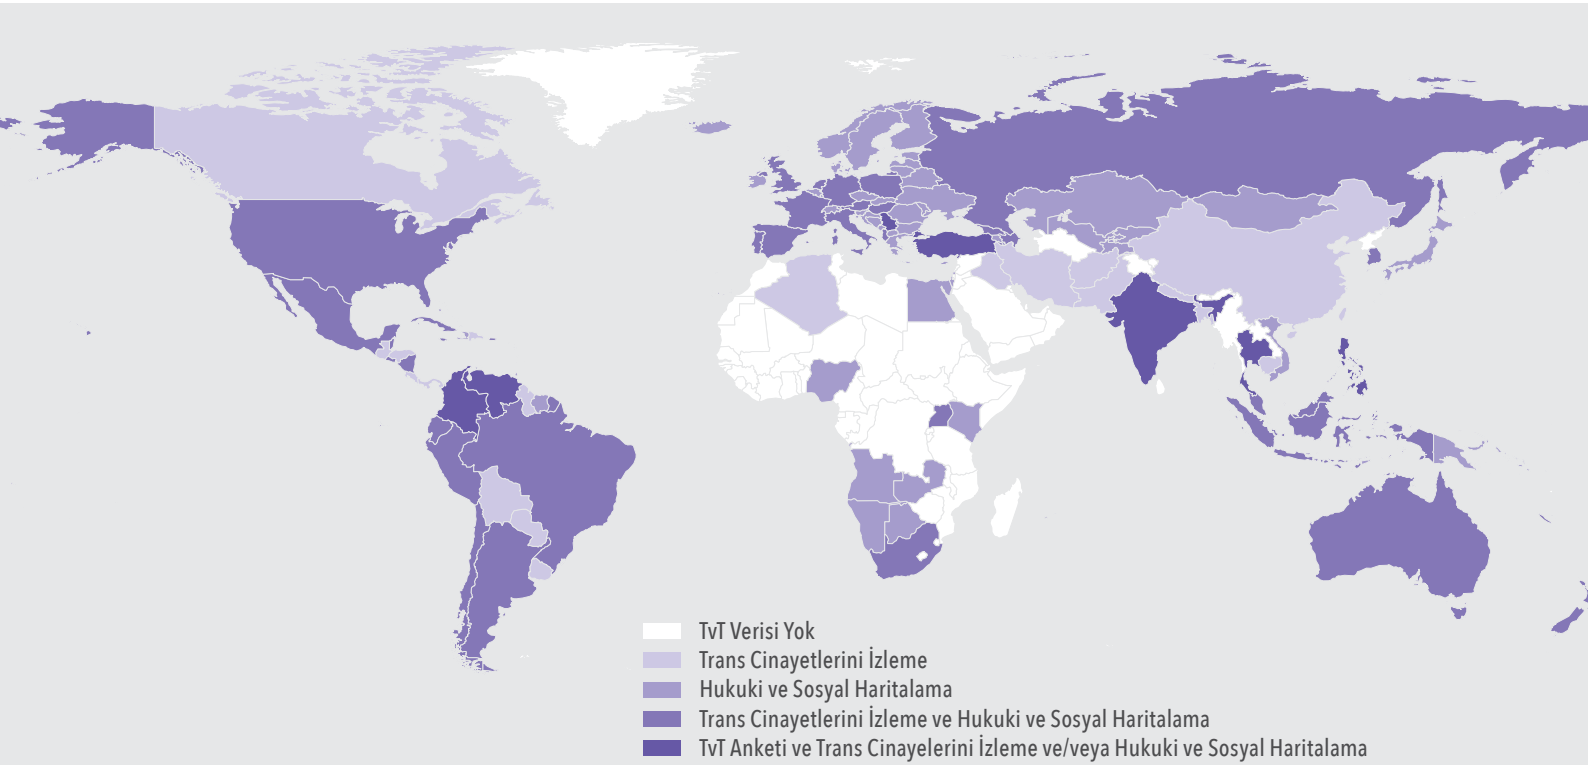 TvT Verisi Yok
Trans Cinayetlerini İzleme
Hukuki ve Sosyal Haritalama
Trans Cinayetlerini İzleme ve Hukuki ve Sosyal Haritalama
TvT Anketi ve Trans Cinayelerini İzleme ve/veya Hukuki ve Sosyal Haritalama